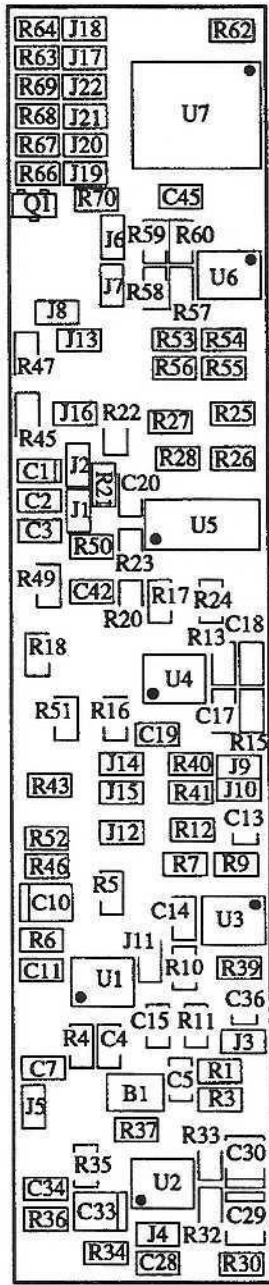 R64 J18 R62
R63 J17
R69 J22
R68 J21 U7
R67 J20
R66 J19
Q1 R70 C45
J6 R59 R60
J7 R58 U6
R57
J8
J13 R53 R54
R47 R56 R55
J16 R22 R27 R25
R45
J2 R28 R26
C1 R21 C20
C2 J1 U5
C3
R50 R23
R49 C42 R20 R17 R24
R18 R13 C18
U4
R51 R16 C17
C19 R15
J14 R40 J9
R43 J15 R41 J10
R52 J12 R12 C13
R46 R7 R9
R5
C10 C14 U3
R6 J11
C11 U1 R10 R39
C15 R11 C36
R4 C4 J3
C7 C5 R1
J5 B1 R3
R37
R35 R33 C30
C34 U2
R36 C33 C29
J4 R32
R34 C28 R30